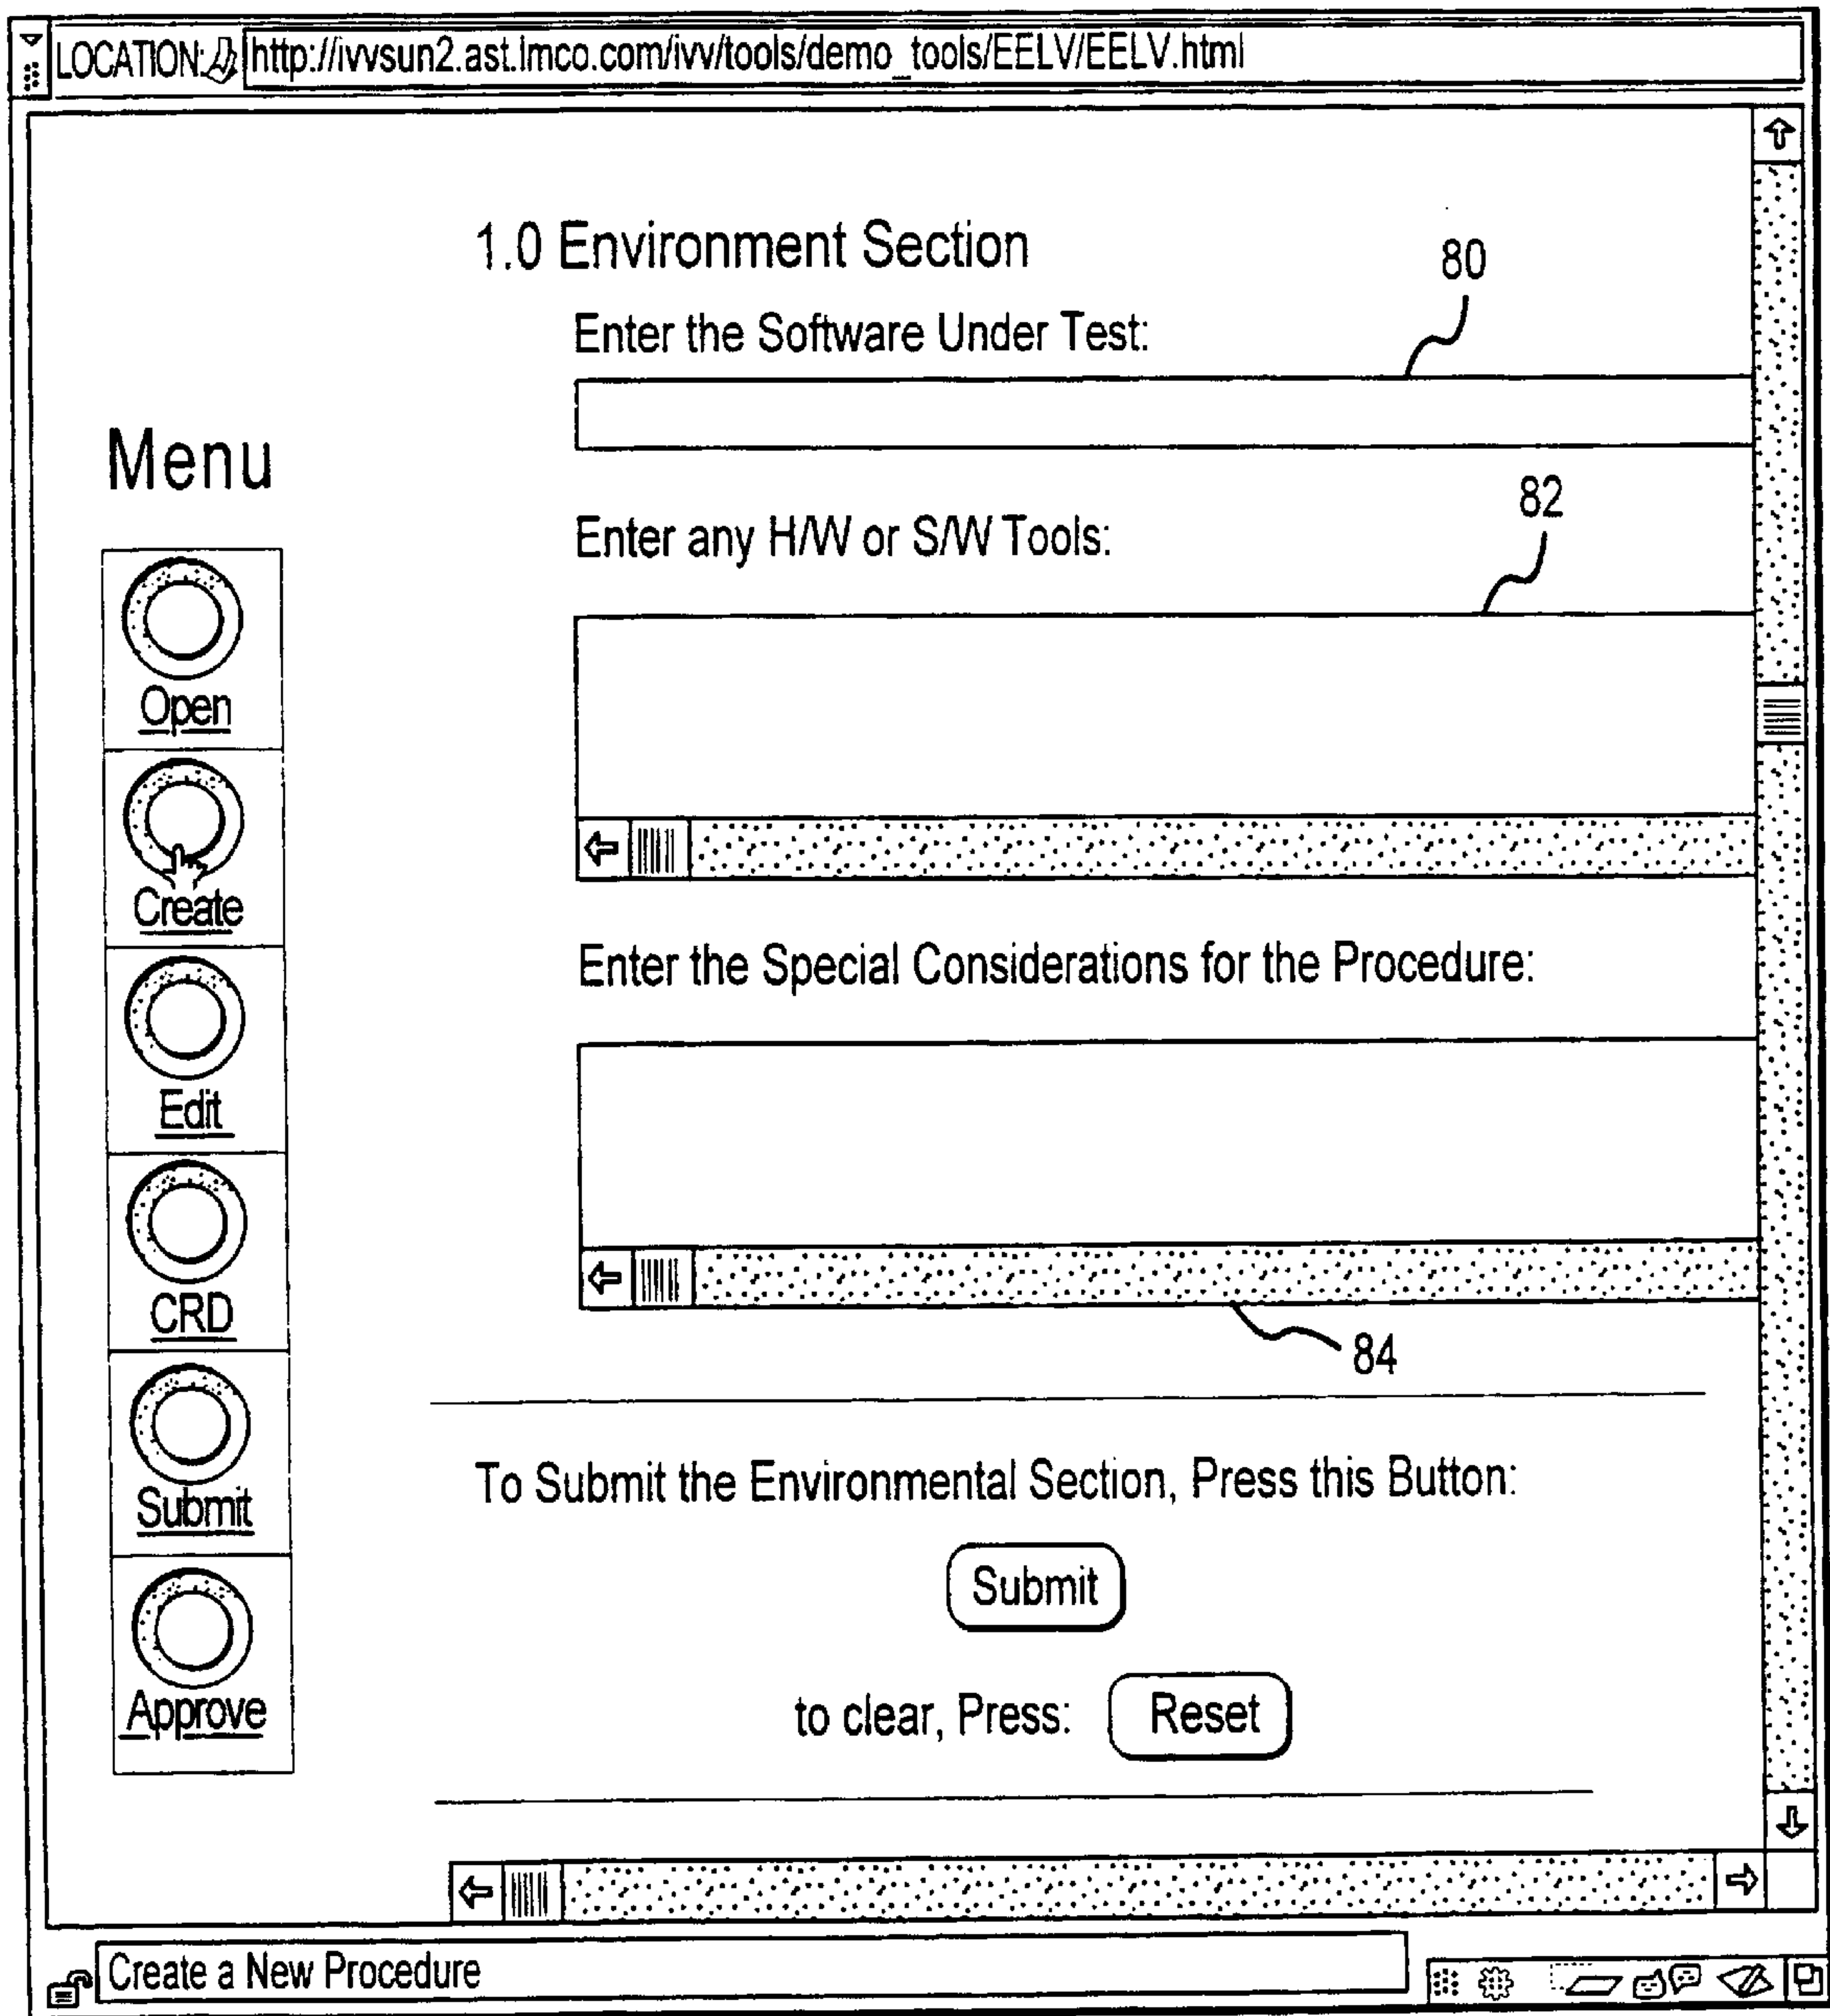 LOCATION: http://ivvsun2.ast.lmco.com/ivv/tools/demo_tools/EELV/EELV.html
1.0 Environment Section
80
Enter the Software Under Test:
Menu
82
Enter any H/W or S/W Tools:
Open
Create
Enter the Special Considerations for the Procedure:
Edit
CRD
84
To Submit the Environmental Section, Press this Button:
Submit
Submit
to clear, Press: Reset
Approve
Create a New Procedure